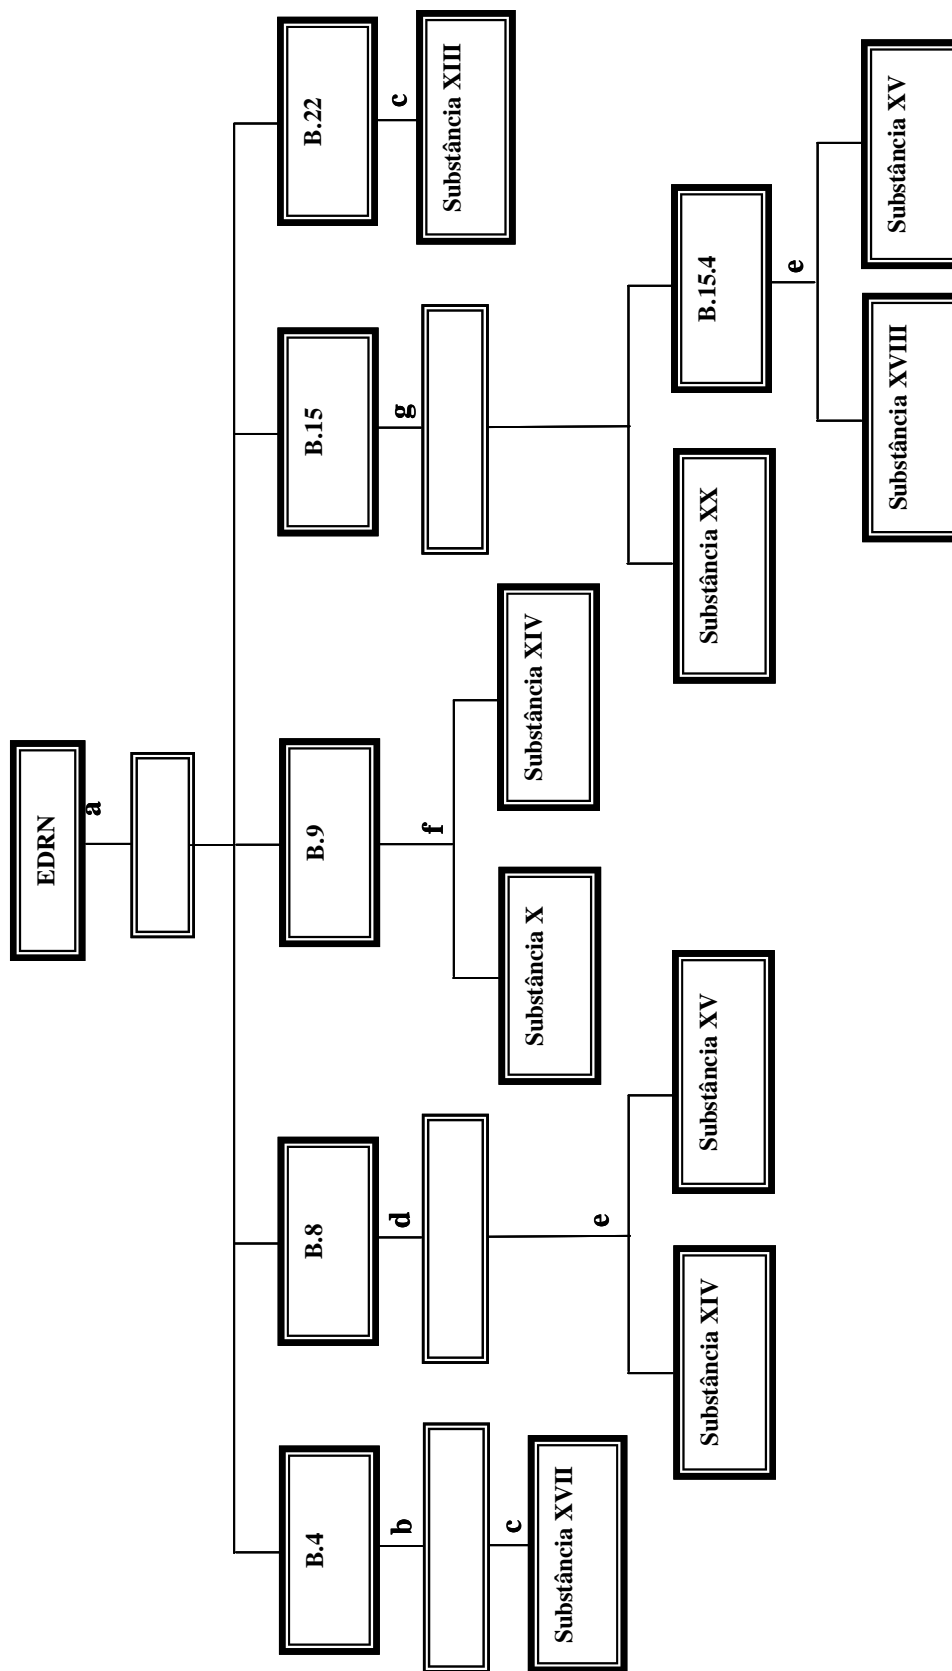 EDRN
a
B.4
B.8
B.9
B.15
B.22
b
d
f
g
c
c
Substância XVII
e
Substância XIV
Substância XV
Substância X
Substância XIV
Substância XX
B.15.4
e
Substância XVIII
Substância XV
Substância XIII